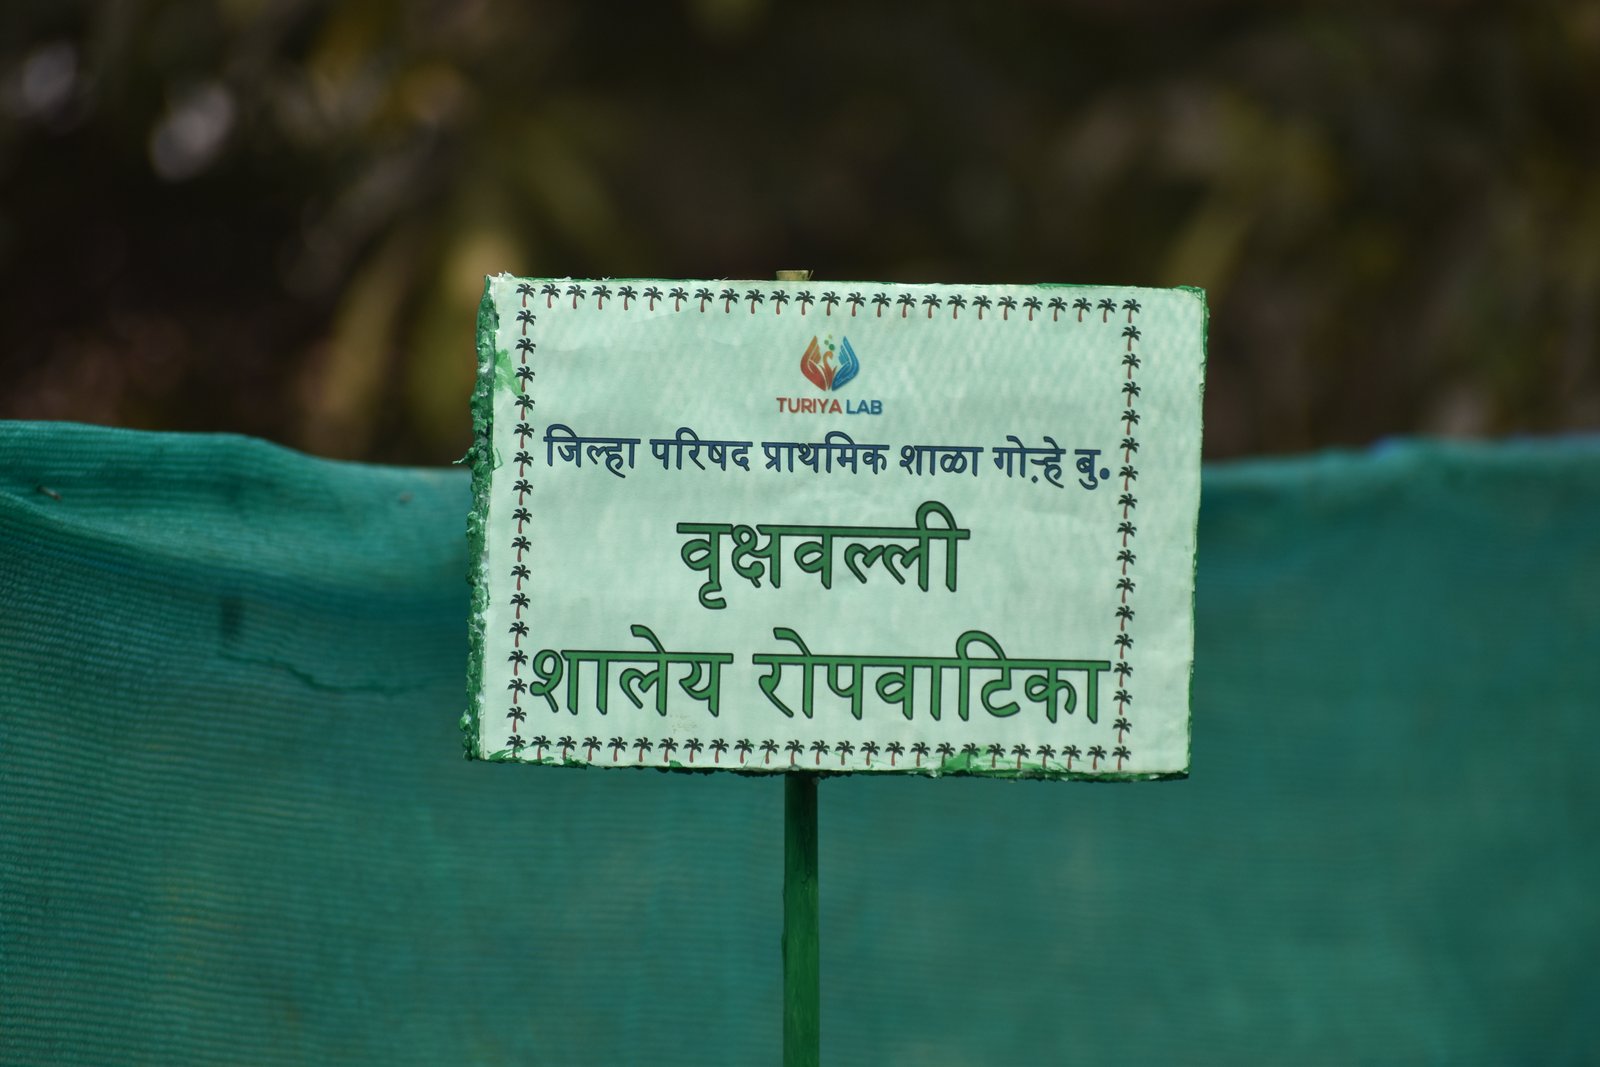 TURIYA LAB
जिल्हा परिषद प्राथमिक शाळा गोऱ्हे बु.
वृक्षवल्ली
शालेय रोपवाटिका